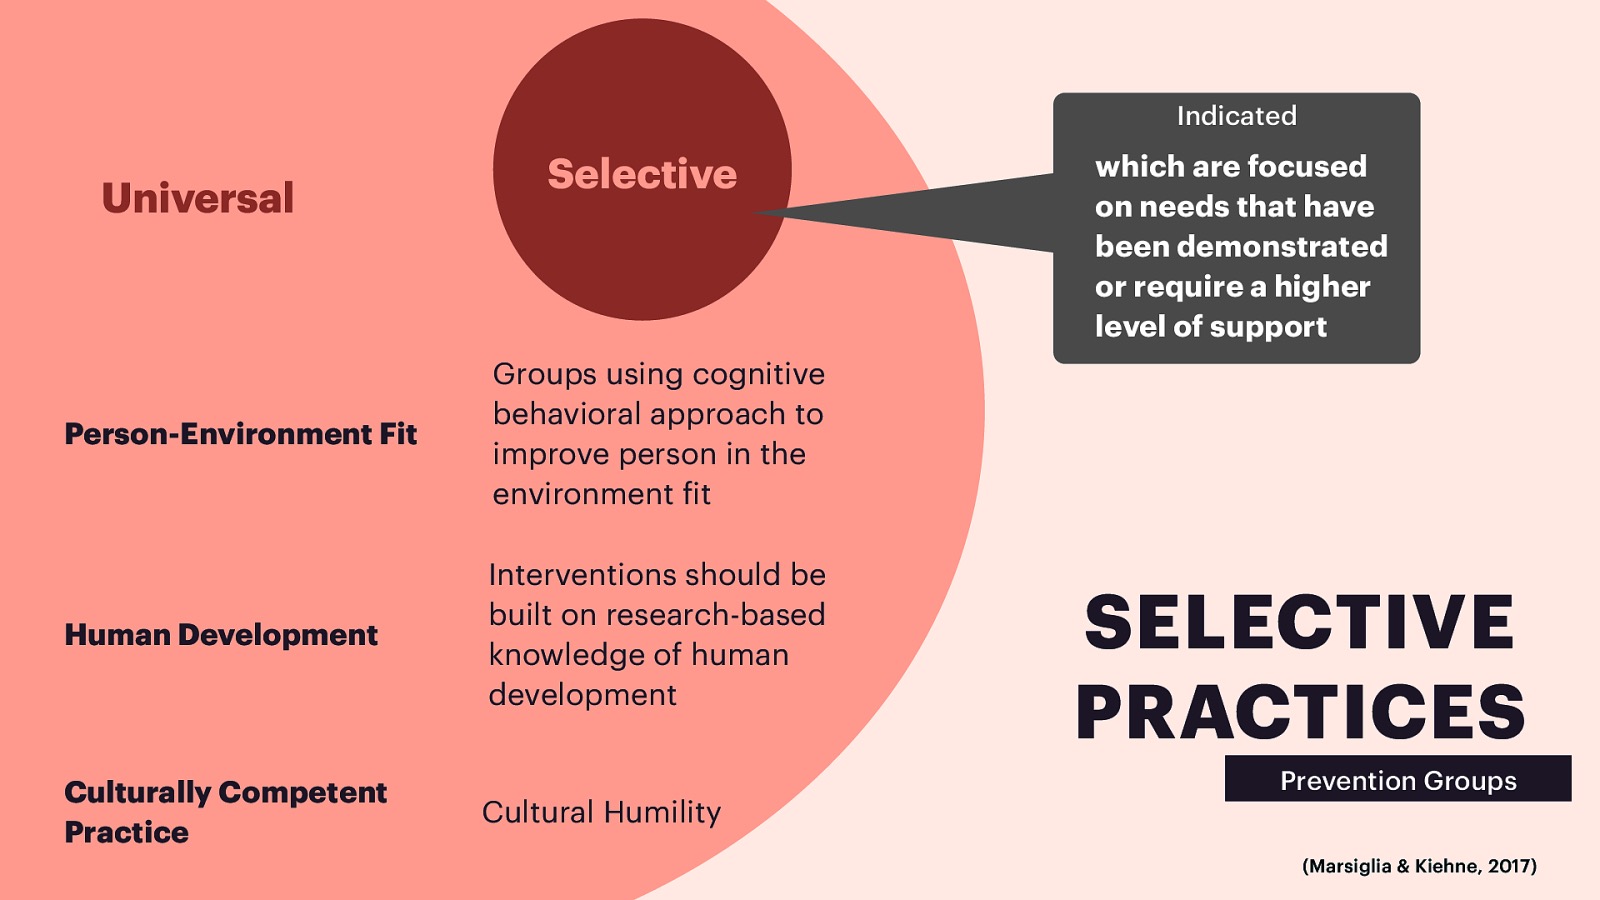 Universal
Selective
Indicated
which are focused
on needs that have
been demonstrated
or require a higher
level of support
Person-Environment Fit
Groups using cognitive
behavioral approach to
improve person in the
environment fit
Human Development
Interventions should be
built on research-based
knowledge of human
development
Culturally Competent
Practice
Cultural Humility
SELECTIVE
PRACTICES
Prevention Groups
(Marsiglia & Kiehne, 2017)